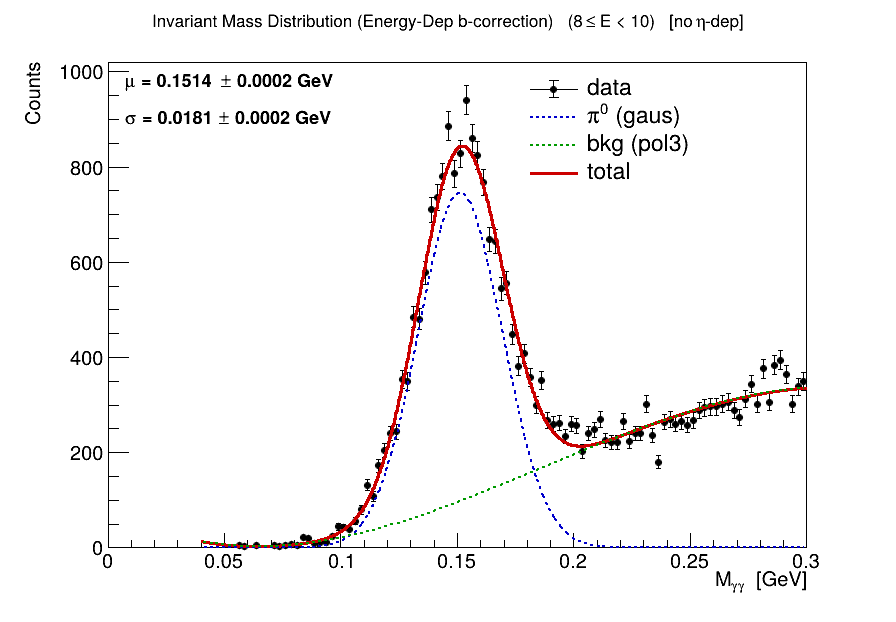 Invariant Mass Distribution (Energy-Dep b-correction) (8 ≤ E < 10) [no η-dep]
μ = 0.1514 ± 0.0002 GeV
σ = 0.0181 ± 0.0002 GeV
data
π⁰ (gaus)
bkg (pol3)
total
Counts
1000
800
600
400
200
0
0 0.05 0.1 0.15 0.2 0.25 0.3
Mγγ [GeV]